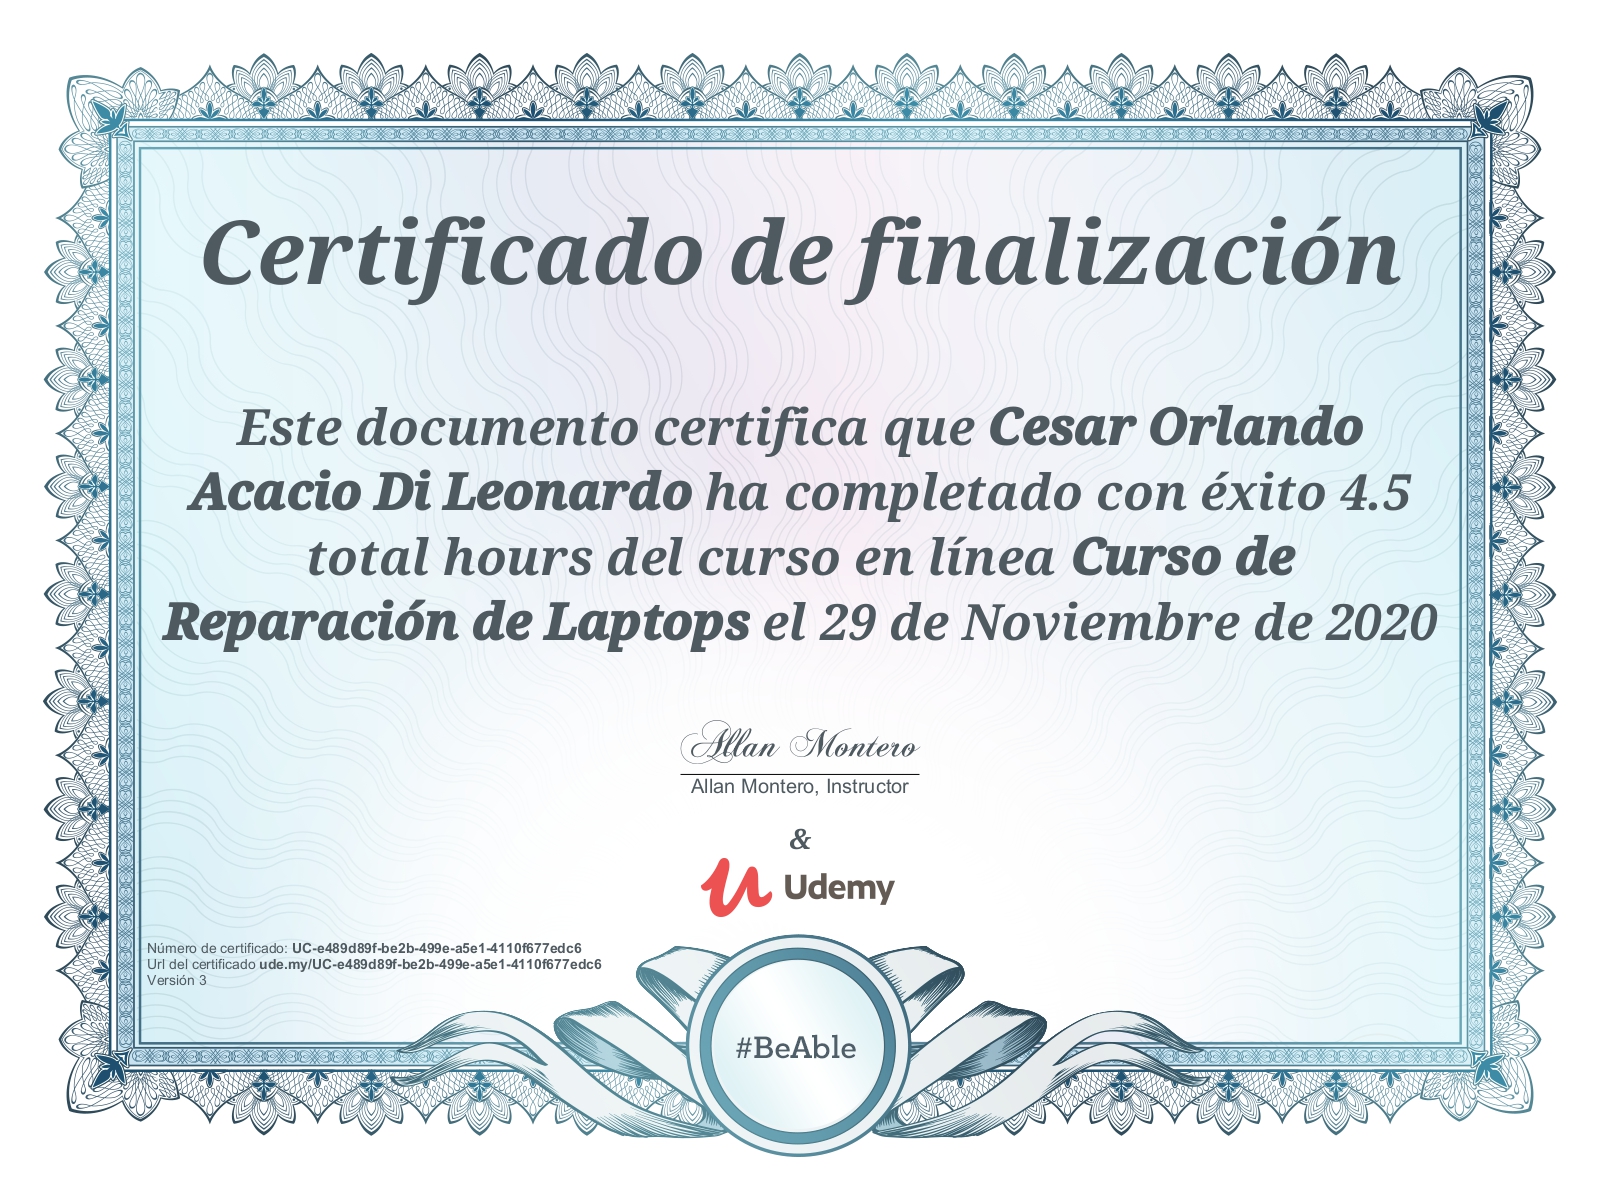 Certificado de finalización
Este documento certifica que Cesar Orlando
Acacio Di Leonardo ha completado con éxito 4.5
total hours del curso en línea Curso de
Reparación de Laptops el 29 de Noviembre de 2020
Allan Montero
Allan Montero, Instructor
&
Udemy
Número de certificado: UC-e489d89f-be2b-499e-a5e1-4110f677edc6
Url del certificado ude.my/UC-e489d89f-be2b-499e-a5e1-4110f677edc6
Versión 3
#BeAble